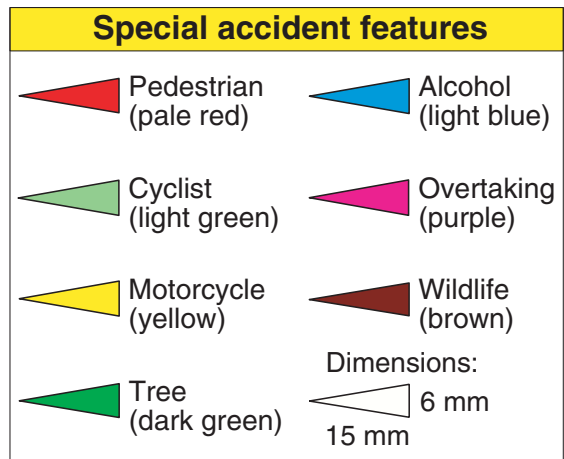 Special accident features
Pedestrian
(pale red)
Alcohol
(light blue)
Cyclist
(light green)
Overtaking
(purple)
Motorcycle
(yellow)
Wildlife
(brown)
Tree
(dark green)
Dimensions:
6 mm
15 mm